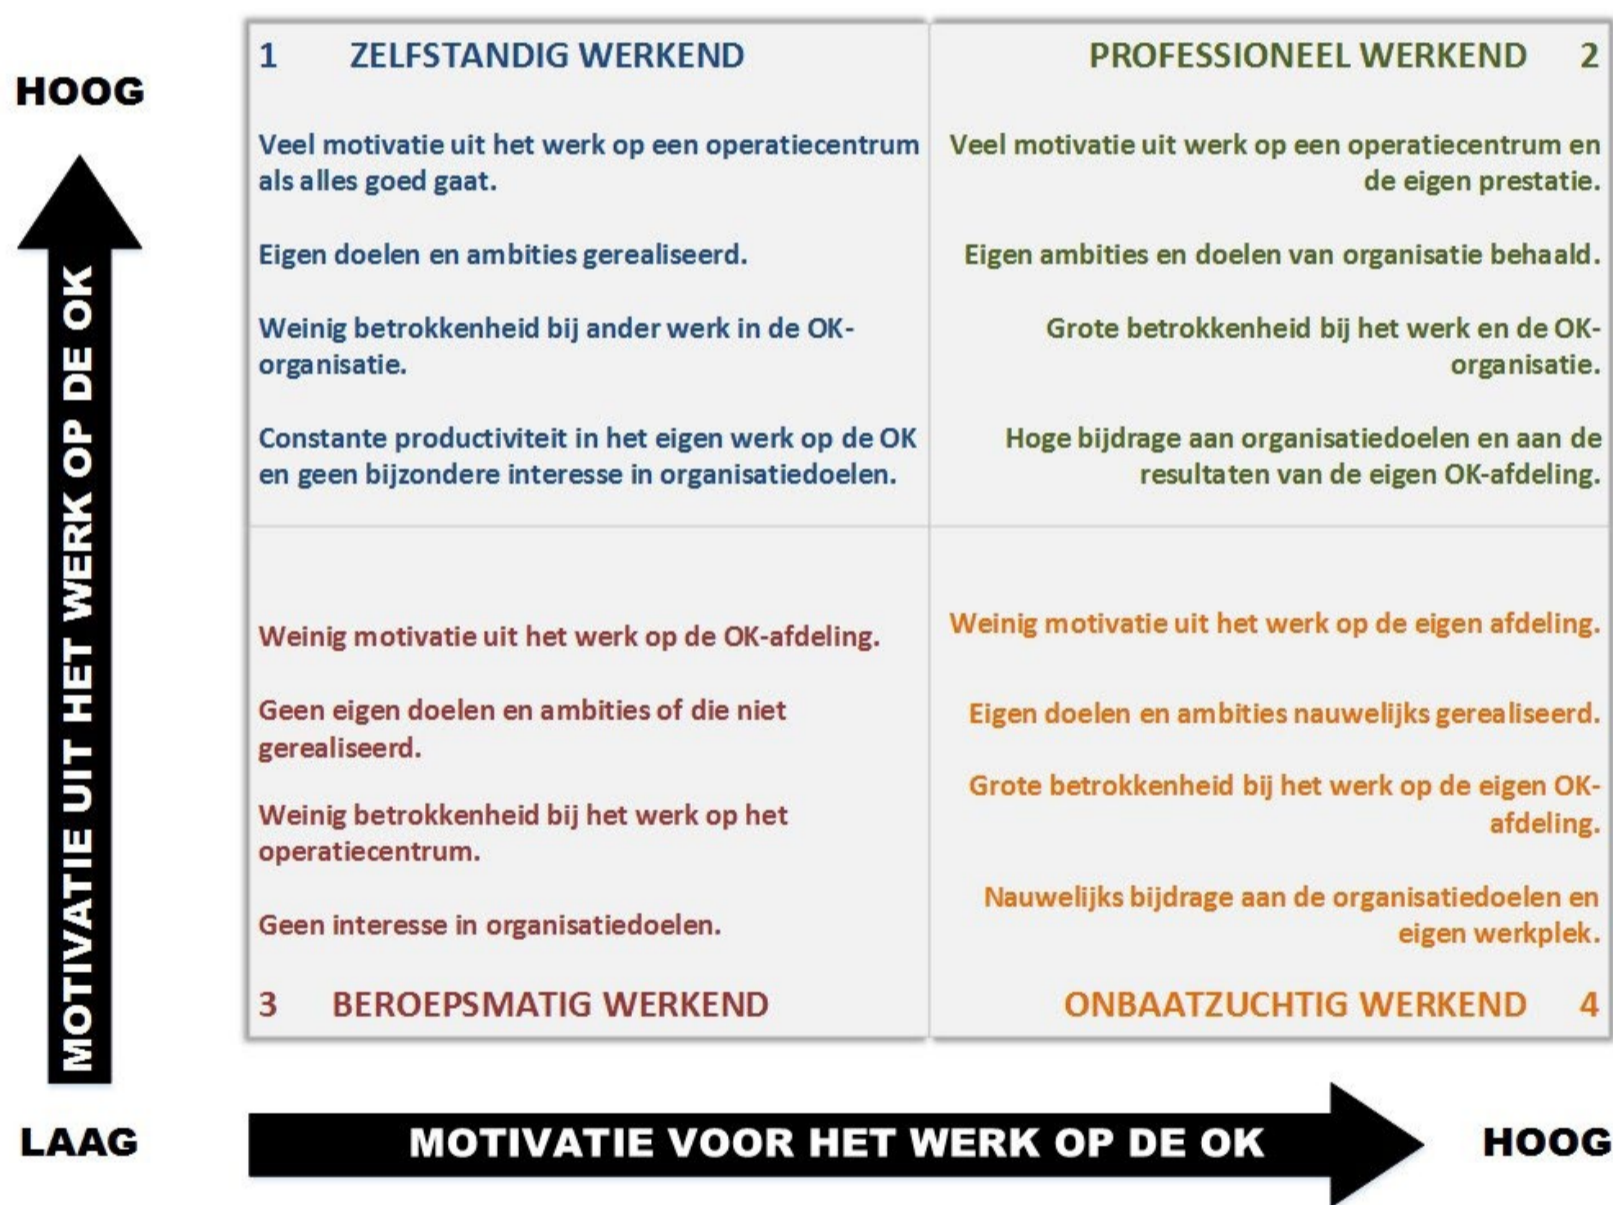 HOOG
MOTIVATIE UIT HET WERK OP DE OK
LAAG
1 ZELFSTANDIG WERKEND
Veel motivatie uit het werk op een operatiecentrum
als alles goed gaat.
Eigen doelen en ambities gerealiseerd.
Weinig betrokkenheid bij ander werk in de OK-
organisatie.
Constante productiviteit in het eigen werk op de OK
en geen bijzondere interesse in organisatiedoelen.
PROFESSIONEEL WERKEND 2
Veel motivatie uit werk op een operatiecentrum en
de eigen prestatie.
Eigen ambities en doelen van organisatie behaald.
Grote betrokkenheid bij het werk en de OK-
organisatie.
Hoge bijdrage aan organisatiedoelen en aan de
resultaten van de eigen OK-afdeling.
Weinig motivatie uit het werk op de OK-afdeling.
Geen eigen doelen en ambities of die niet
gerealiseerd.
Weinig betrokkenheid bij het werk op het
operatiecentrum.
Geen interesse in organisatiedoelen.
3 BEROEPSMATIG WERKEND
Weinig motivatie uit het werk op de eigen afdeling.
Eigen doelen en ambities nauwelijks gerealiseerd.
Grote betrokkenheid bij het werk op de eigen OK-
afdeling.
Nauwelijks bijdrage aan de organisatiedoelen en
eigen werkplek.
ONBAATZUCHTIG WERKEND 4
MOTIVATIE VOOR HET WERK OP DE OK
HOOG